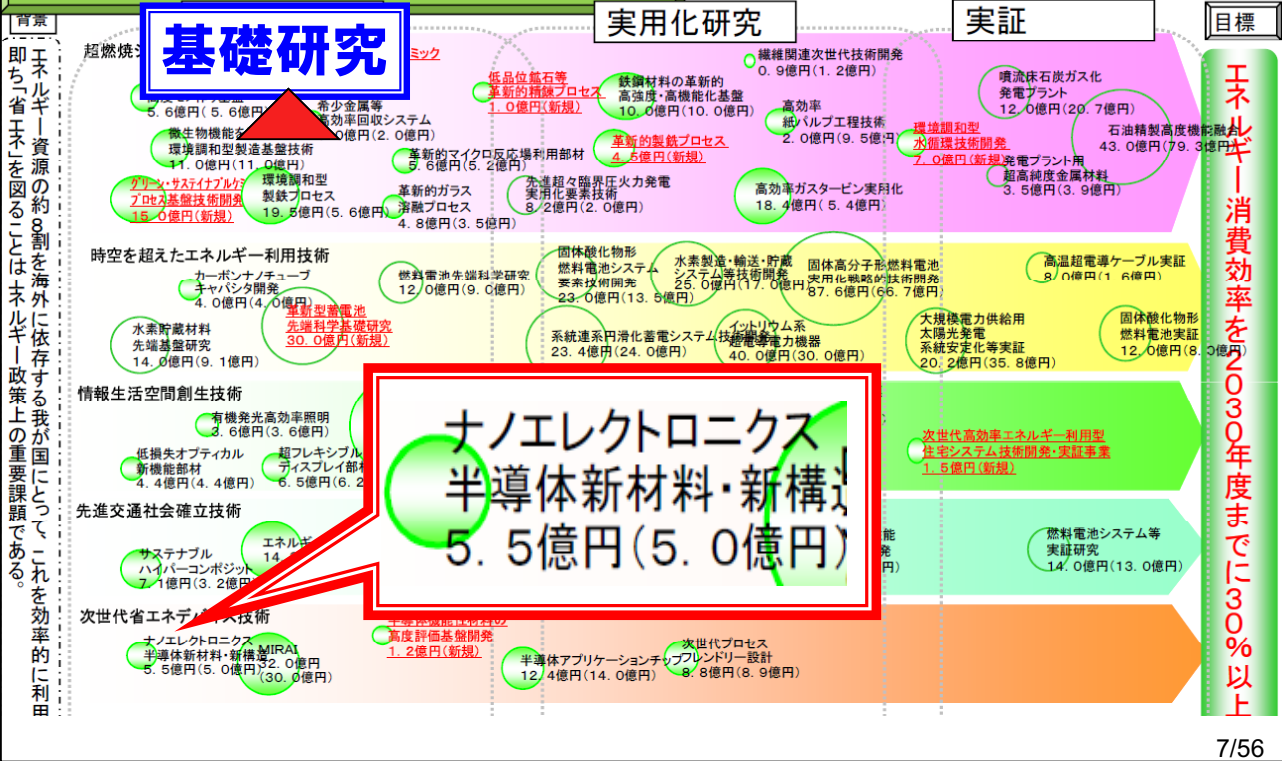 背景
基礎研究
実用化研究
実証
目標
エネルギー資源の約8割を海外に依存する我が国にとって、これを効率的に利用
即ち「省エネ」を図ることはエネルギー政策上の重要課題である。
超燃焼シ
ミック
5．6億円（5．6億円）
希少金属等
高効率回収システム
億円（2．0億円）
微生物機能を
環境調和型製造基盤技術
11．0億円（11．0億円）
グリーン・サステイナブルケミ
プロセス基盤技術開発
15．0億円（新規）
環境調和型
製鉄プロセス
19．5億円（5．6億円）
革新的マイクロ反応場利用部材
5．6億円（5．2億円）
革新的ガラス
溶融プロセス
4．8億円（3．5億円）
低品位鉱石等
革新的精錬プロセス
1．0億円（新規）
鉄鋼材料の革新的
高強度・高機能化基盤
10．0億円（10．0億円）
革新的製鉄プロセス
4．5億円（新規）
先進超々臨界圧火力発電
実用化要素技術
8．2億円（2．0億円）
繊維関連次世代技術開発
0．9億円（1．2億円）
高効率
紙パルプ工程技術
2．0億円（9．5億円）
高効率ガスタービン実用化
18．4億円（5．4億円）
環境調和型
水循環技術開発
7．0億円（新規）
噴流床石炭ガス化
発電プラント
12．0億円（20．7億円）
石油精製高度機能融合
43．0億円（79．3億円）
発電プラント用
超高純度金属材料
3．5億円（3．9億円）
時空を超えたエネルギー利用技術
カーボンナノチューブ
キャパシタ開発
4．0億円（4．0億円）
水素貯蔵材料
先端基盤研究
14．0億円（9．1億円）
革新型蓄電池
先端科学基礎研究
30．0億円（新規）
燃料電池先端科学研究
12．0億円（9．0億円）
固体酸化物形
燃料電池システム
要素技術開発
23．0億円（13．5億円）
水素製造・輸送・貯蔵
システム等技術開発
25．0億円（17．0億円）
固体高分子形燃料電池
実用化戦略的技術開発
87．6億円（66．7億円）
系統連系円滑化蓄電システム技術開発
23．4億円（24．0億円）
イットリウム系
超電導電力機器
40．0億円（30．0億円）
高温超電導ケーブル実証
8．0億円（1．6億円）
大規模電力供給用
太陽光発電
系統安定化等実証
20．2億円（35．8億円）
固体酸化物形
燃料電池実証
12．0億円（8．0億円）
情報生活空間創生技術
有機発光高効率照明
3．6億円（3．6億円）
低損失オプティカル
新機能部材
4．4億円（4．4億円）
超フレキシブル
ディスプレイ部材
6．5億円（6．2
次世代高効率エネルギー利用型
住宅システム技術開発・実証事業
1．5億円（新規）
先進交通社会確立技術
サステナブル
ハイパーコンポジット
7．1億円（3．2億円
エネルギ
14．
燃料電池システム等
実証研究
14．0億円（13．0億円）
ナノエレクトロニクス
半導体新材料・新構造
5．5億円（5．0億円）
次世代省エネデバイス技術
ナノエレクトロニクス
半導体新材料・新構造
5．5億円（5．0億円）
MIRAI
52．0億円
（30．0億円）
半導体機能性材料の
高度評価基盤開発
1．2億円（新規）
半導体アプリケーションチップ
12．4億円（14．0億円）
次世代プロセス
フレンドリー設計
8．8億円（8．9億円）
エネルギー消費効率を2030年度までに30%以上
7/56